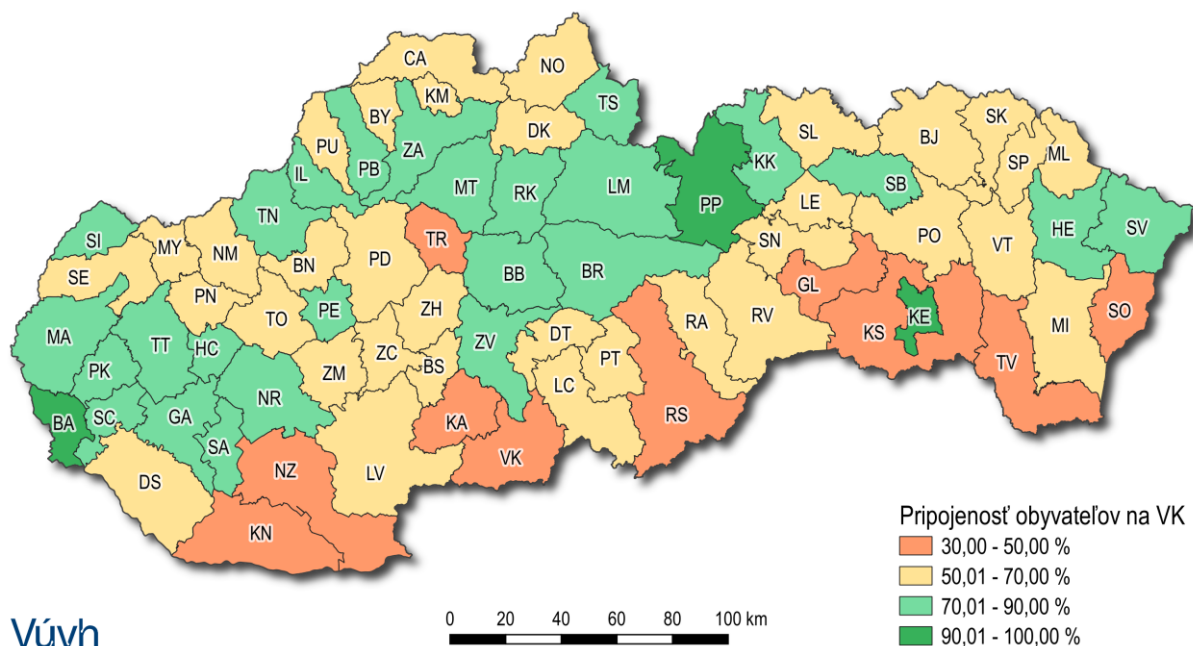 CA
NO
TS
KM
BY
DK
PU
ZA
PB
IL
MT
RK
LM
PP
KK
SL
BJ
SK
SP
ML
SB
LE
HE
SV
TN
SI
MY
NM
BN
PD
TR
BB
BR
SN
PO
VT
SE
PN
TO
PE
ZH
GL
KE
KS
SO
MI
MA
PK
TT
HC
ZM
ZC
BS
ZV
DT
PT
RA
RV
TV
BA
SC
GA
NR
SA
KA
LC
RS
DS
NZ
LV
VK
KN
Pripojenosť obyvateľov na VK
30,00 - 50,00 %
50,01 - 70,00 %
70,01 - 90,00 %
90,01 - 100,00 %
0 20 40 60 80 100 km
Vúvh